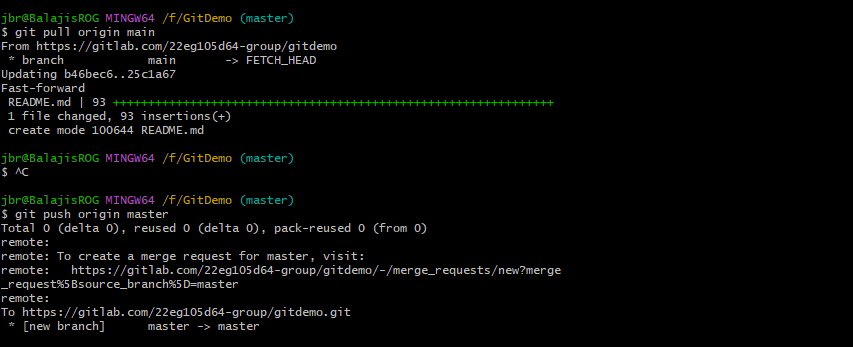 jbr@BalajisROG MINGW64 /f/GitDemo (master)
$ git pull origin main
From https://gitlab.com/22eg105d64-group/gitdemo
 * branch            main       -> FETCH_HEAD
Updating b46bec6..25c1a67
Fast-forward
 README.md | 93 +++++++++++++++++++++++++++++++++++++++++++++++++++++++++++++++
 1 file changed, 93 insertions(+)
 create mode 100644 README.md
jbr@BalajisROG MINGW64 /f/GitDemo (master)
$ ^C
jbr@BalajisROG MINGW64 /f/GitDemo (master)
$ git push origin master
Total 0 (delta 0), reused 0 (delta 0), pack-reused 0 (from 0)
remote:
remote: To create a merge request for master, visit:
remote:   https://gitlab.com/22eg105d64-group/gitdemo/-/merge_requests/new?merge
_request%5Bsource_branch%5D=master
remote:
To https://gitlab.com/22eg105d64-group/gitdemo.git
 * [new branch]      master -> master